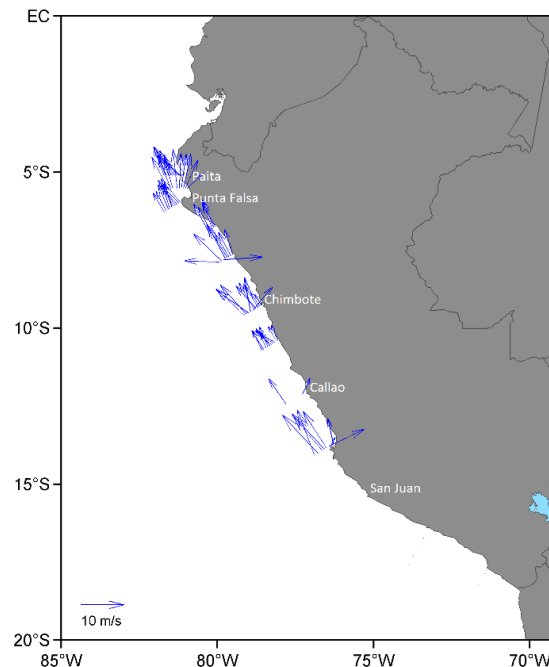 EC
5°S
Paita
Punta Falsa
10°S
Chimbote
Callao
15°S
San Juan
10 m/s
20°S
85°W
80°W
75°W
70°W